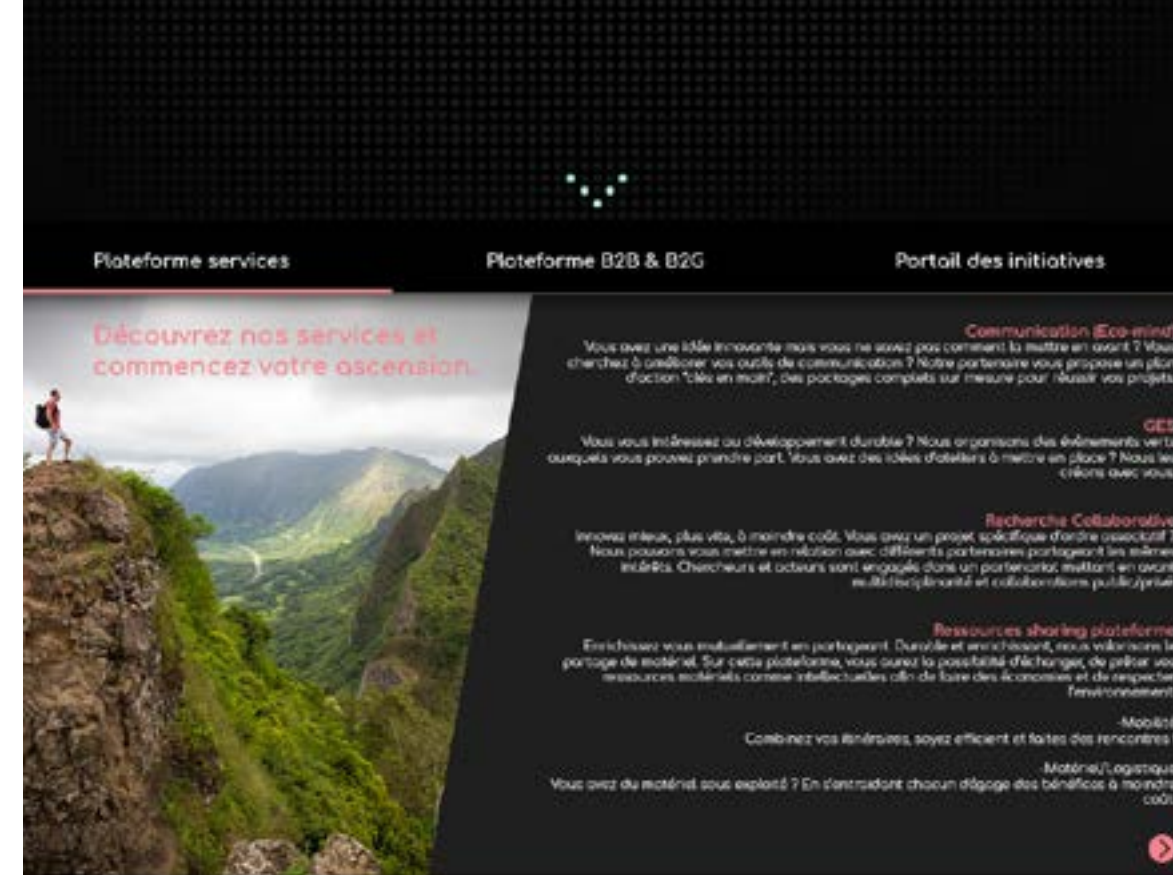 Plateforme services
Plateforme B2B & B2G
Portail des initiatives
Découvrez nos services et
commencez votre ascension.
Communication (Eco-mind
Vous avez une idée innovante mais vous ne savez pas comment la mettre en avant ? Vous
cherchez à améliorer vos outils de communication ? Notre partenaire vous propose un plan
d'action "clés en main", des packages complets sur mesure pour réussir vos projets
GES
Vous vous intéressez au développement durable ? Nous organisons des événements verts
auxquels vous pouvez prendre part. Vous avez des idées d'ateliers à mettre en place ? Nous les
créons avec vous
Recherche Collaborative
Innovez mieux, plus vite, à moindre coût. Vous avez un projet spécifique d'ordre associatif ?
Nous pouvons vous mettre en relation avec différents partenaires partageant les mêmes
intérêts. Chercheurs et acteurs sont engagés dans un partenariat mettant en avant
multidisciplinarité et collaborations public/privé
Ressources sharing plateforme
Enrichissez vous mutuellement en partageant. Durable et enrichissant, nous valorisons le
partage de matériel. Sur cette plateforme, vous aurez la possibilité d'échanger, de prêter vos
ressources matériels comme intellectuelles afin de faire des économies et de respecter
l'environnement
-Mobilité
Combinez vos itinéraires, soyez efficient et faites des rencontres
-Matériel/Logistique
Vous avez du matériel sous exploité ? En s'entraidant chacun dégage des bénéfices à moindre
coût